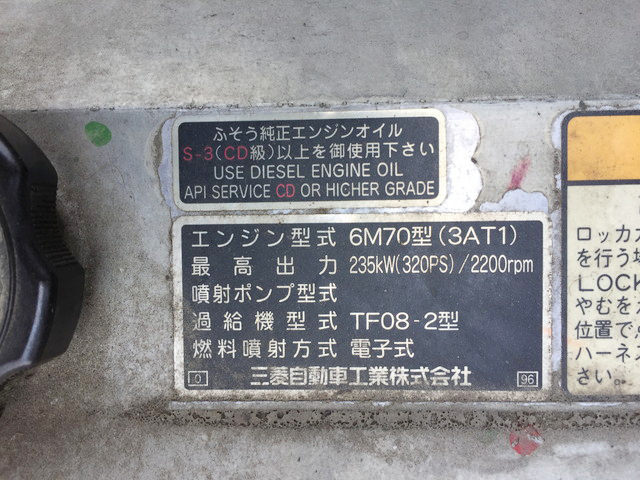 ふそう純正エンジンオイル
S-3(CD級)以上を御使用下さい
USE DIESEL ENGINE OIL
API SERVICE CD OR HICHER GRADE
エンジン型式 6M70型(3AT1)
最高出力 235kW(320PS)/2200rpm
噴射ポンプ型式
過給機型式 TF08-2型
燃料噴射方式 電子式
0 三菱自動車工業株式会社 96
ロッカカ
を行う場
LOCK
やむをえ
位置で
ハーネ
さい。